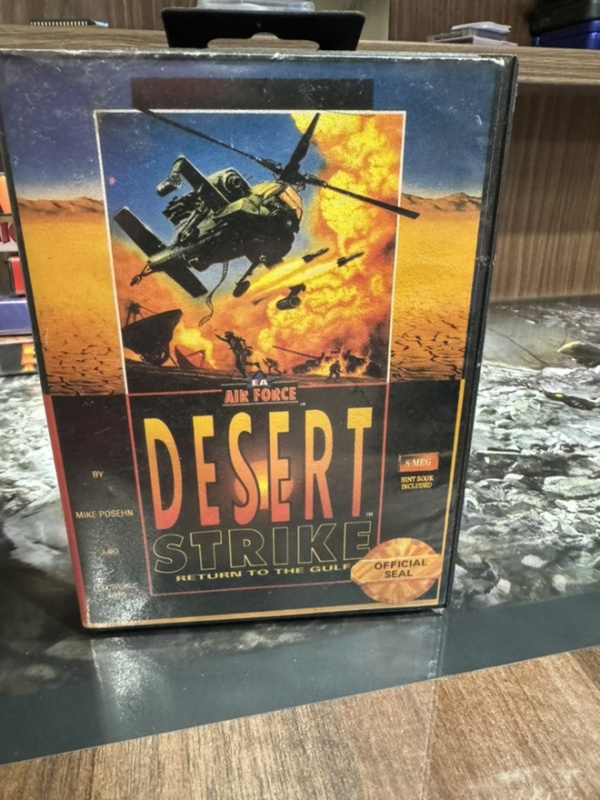 EA
AIR FORCE
DESERT
STRIKE
RETURN TO THE GULF
BY
MIKE POSEHN
AND
8 MEG
HINT BOOK
INCLUDED
OFFICIAL
SEAL